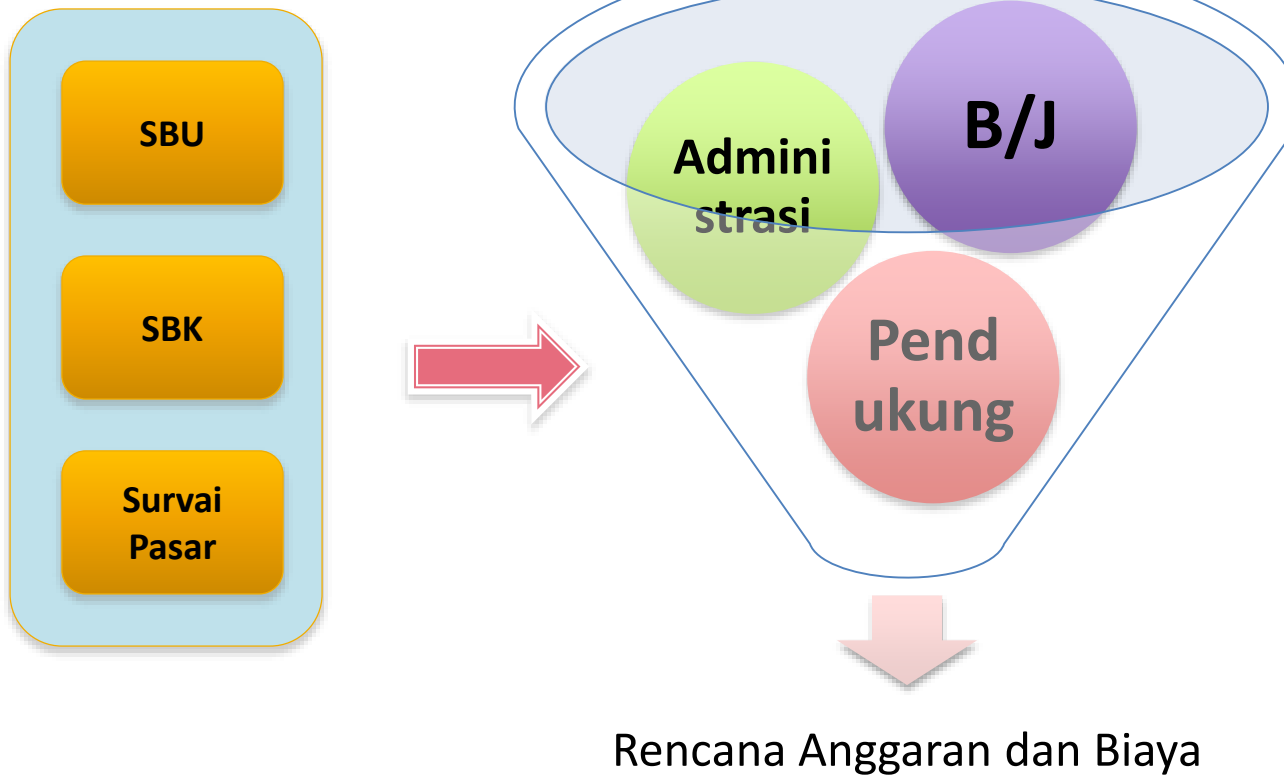 SBU
SBK
Survai
Pasar
Admini
strasi
B/J
Pend
ukung
Rencana Anggaran dan Biaya